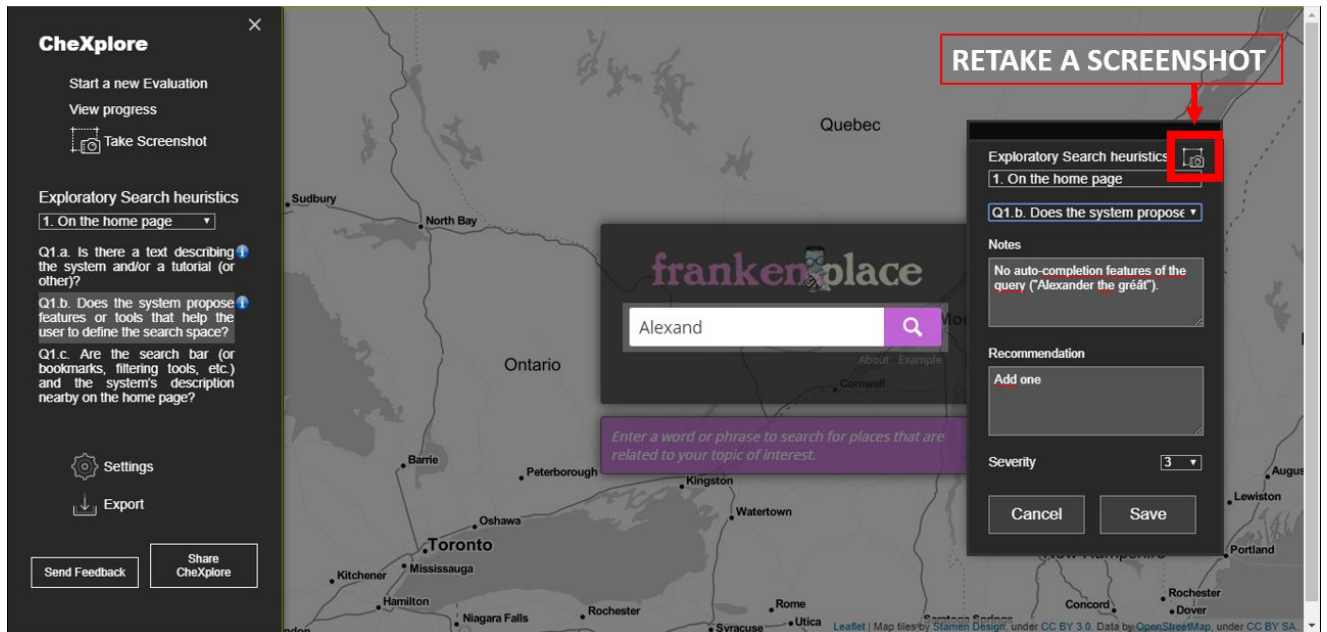 CheXplore
Start a new Evaluation
View progress
Take Screenshot
Exploratory Search heuristics
1. On the home page
Q1.a. Is there a text describing
the system and/or a tutorial (or
other)?
Q1.b. Does the system propose
features or tools that help the
user to define the search space?
Q1.c. Are the search bar (or
bookmarks, filtering tools, etc.)
and the system's description
nearby on the home page?
Settings
Export
Send Feedback
Share
CheXplore
RETAKE A SCREENSHOT
Exploratory Search heuristics
1. On the home page
Q1.b. Does the system propose
Notes
No auto-completion features of the
query ("Alexander the gréât").
Recommendation
Add one
Severity
3
Cancel
Save
frankenplace
Alexand
About Example
Enter a word or phrase to search for places that are
related to your topic of interest.
Quebec
Sudbury
North Bay
Ontario
Cornwall
Barrie
Peterborough
Kingston
Watertown
Oshawa
Toronto
Mississauga
Kitchener
Hamilton
Niagara Falls
Rochester
Rome
Utica
Syracuse
Saratoga Springs
New Hampshire
Concord
Rochester
Dover
Portland
Lewiston
Augus
Leaflet | Map tiles by Stamen Design, under CC BY 3.0. Data by OpenStreetMap, under CC BY SA.